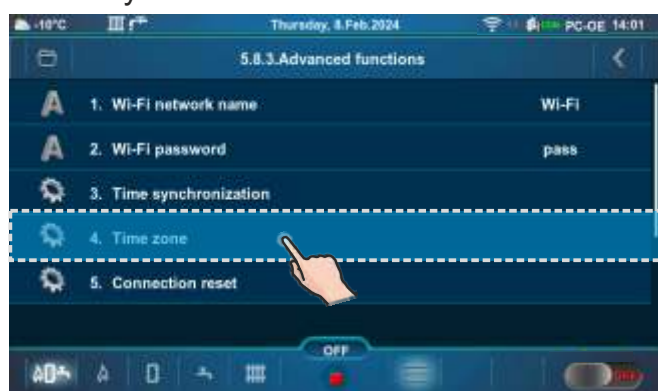 -10°C Thursday, 8.Feb.2024 PC-OE 14:01
5.8.3.Advanced functions
1. Wi-Fi network name Wi-Fi
2. Wi-Fi password pass
3. Time synchronization
4. Time zone
5. Connection reset
OFF
OFF